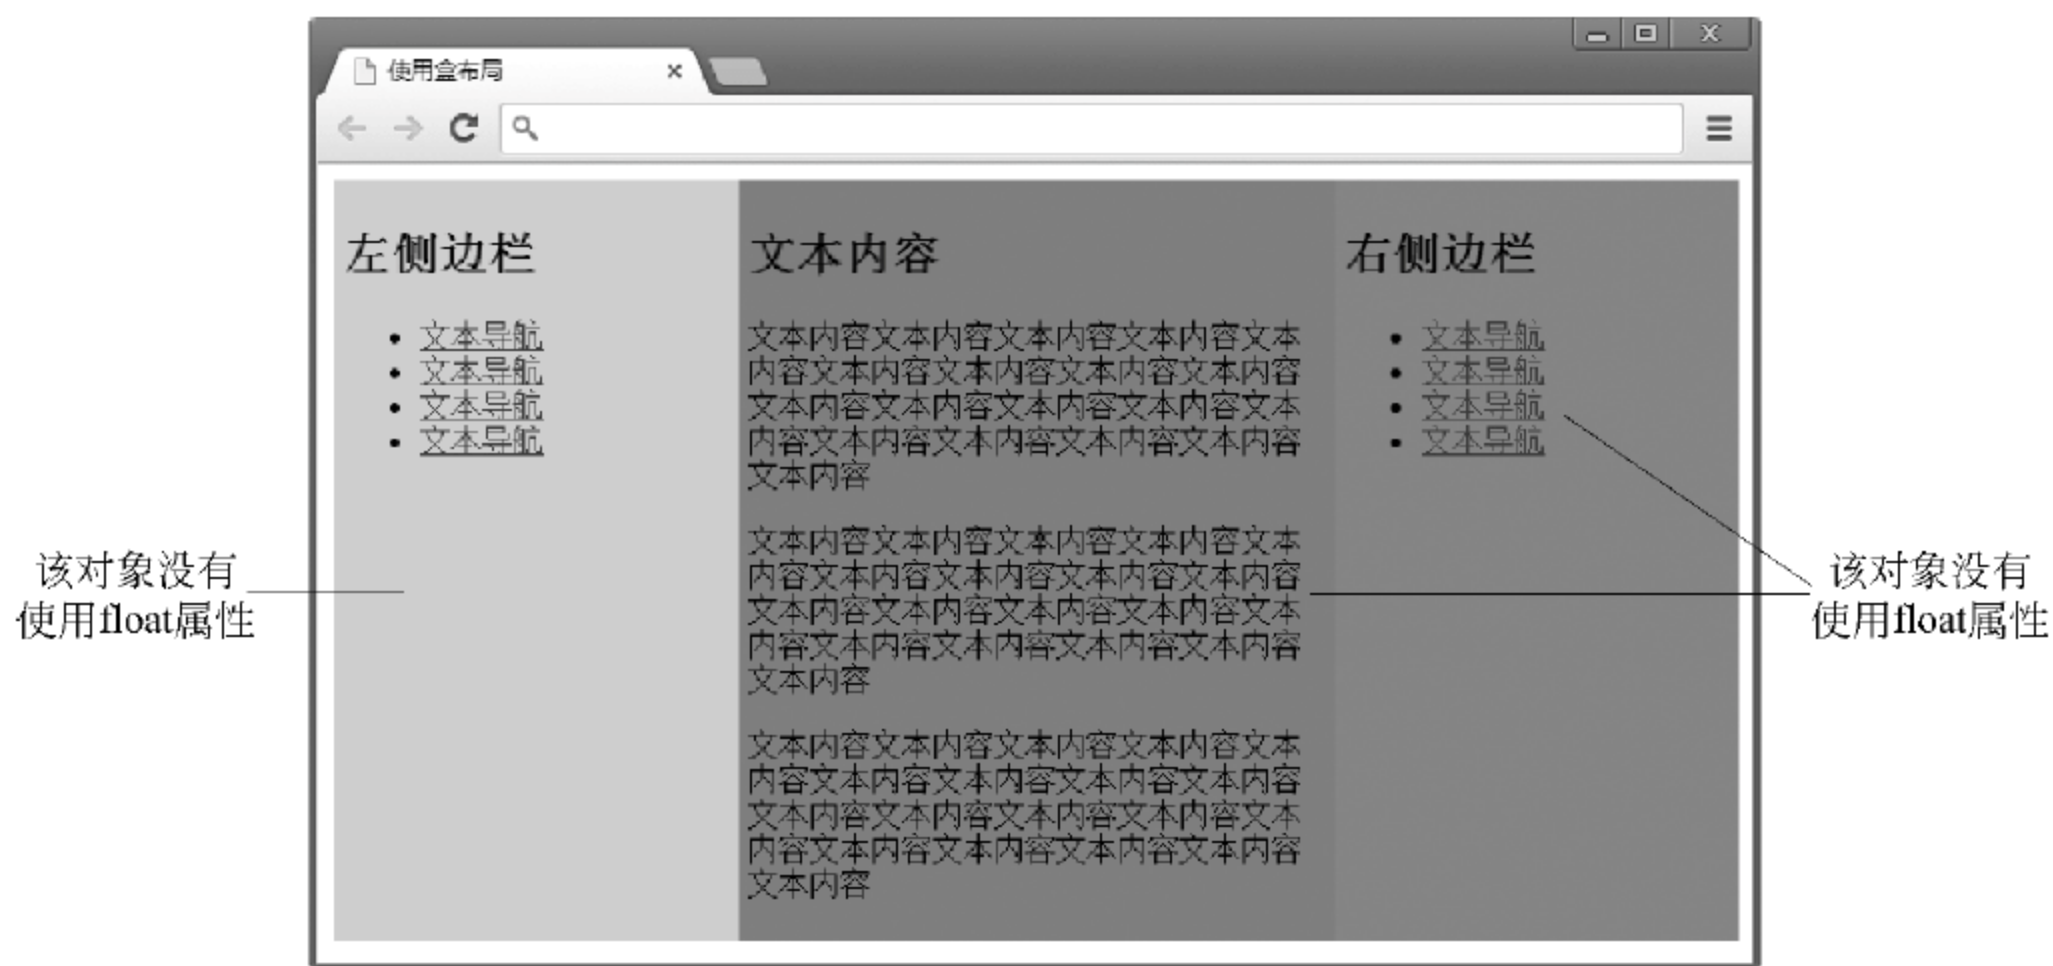 使用盒布局
左侧边栏
文本导航
文本导航
文本导航
文本导航
文本内容
文本内容文本内容文本内容文本内容文本
内容文本内容文本内容文本内容文本内容
文本内容文本内容文本内容文本内容文本
内容文本内容文本内容文本内容文本内容
文本内容
文本内容文本内容文本内容文本内容文本
内容文本内容文本内容文本内容文本内容
文本内容文本内容文本内容文本内容文本
内容文本内容文本内容文本内容文本内容
文本内容
文本内容文本内容文本内容文本内容文本
内容文本内容文本内容文本内容文本内容
文本内容文本内容文本内容文本内容文本
内容文本内容文本内容文本内容文本内容
文本内容
右侧边栏
文本导航
文本导航
文本导航
文本导航
该对象没有
使用float属性
该对象没有
使用float属性